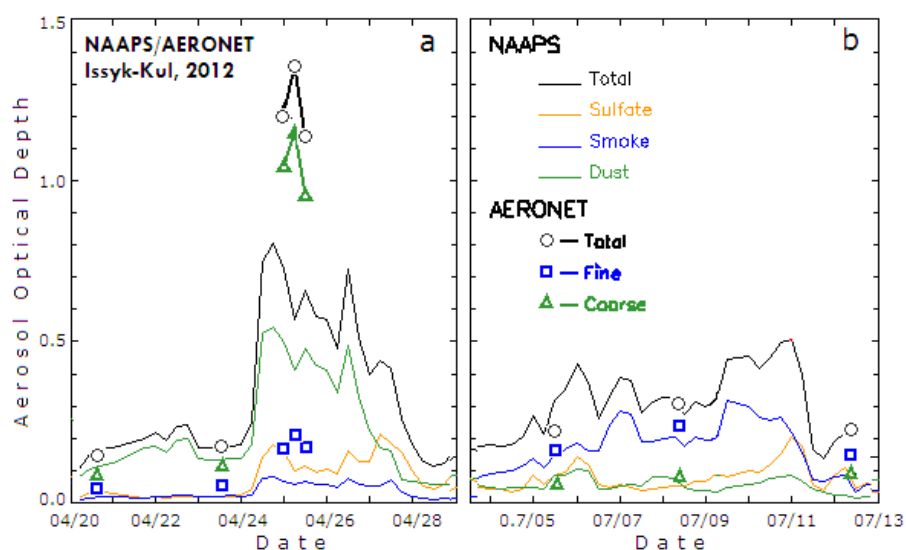 1.5
NAAPS/AERONET
Issyk-Kul, 2012
a
1.0
0.5
0.0
Aerosol Optical Depth
04/20 04/22 04/24 04/26 04/28
Date
b
NAAPS
Total
Sulfate
Smoke
Dust
AERONET
— Total
— Fine
— Coarse
0.7/05 07/07 07/09 07/11 07/13
Date